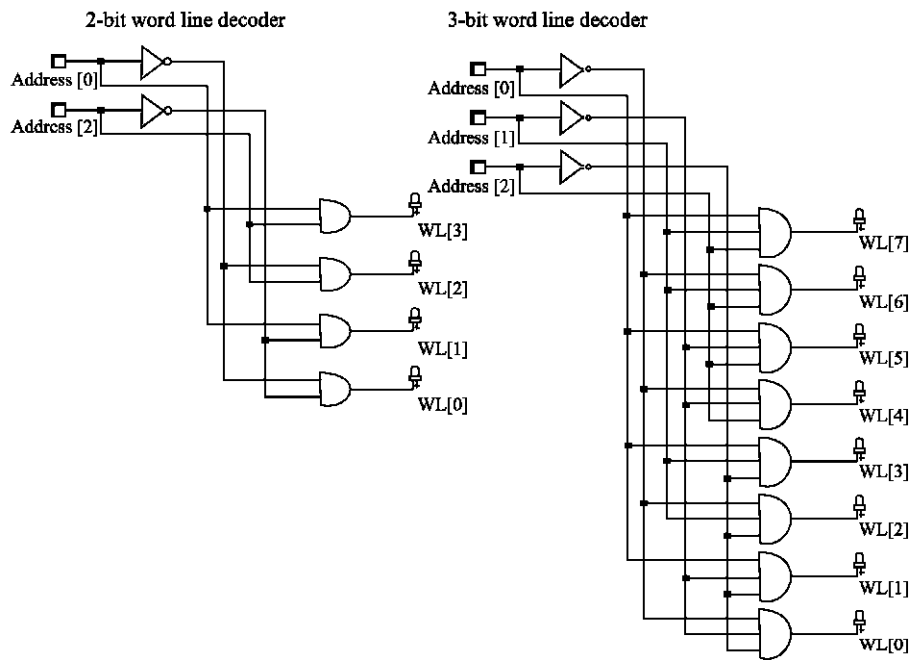 2-bit word line decoder
Address [0]
Address [2]
WL[3]
WL[2]
WL[1]
WL[0]
3-bit word line decoder
Address [0]
Address [1]
Address [2]
WL[7]
WL[6]
WL[5]
WL[4]
WL[3]
WL[2]
WL[1]
WL[0]